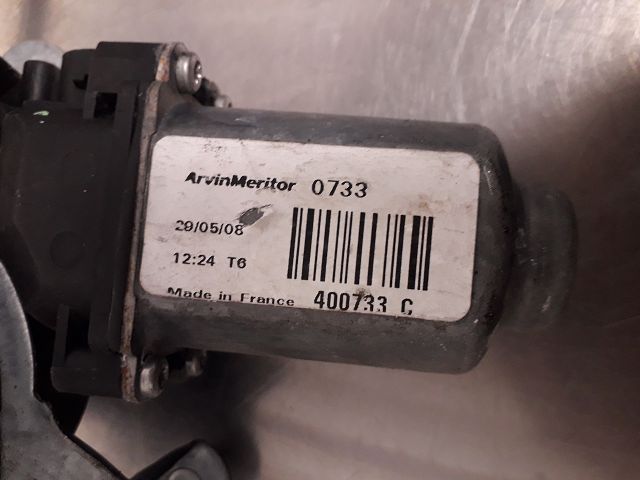 ArvinMeritor 0733
29/05/08
12:24 T6
Made in France 400733 C